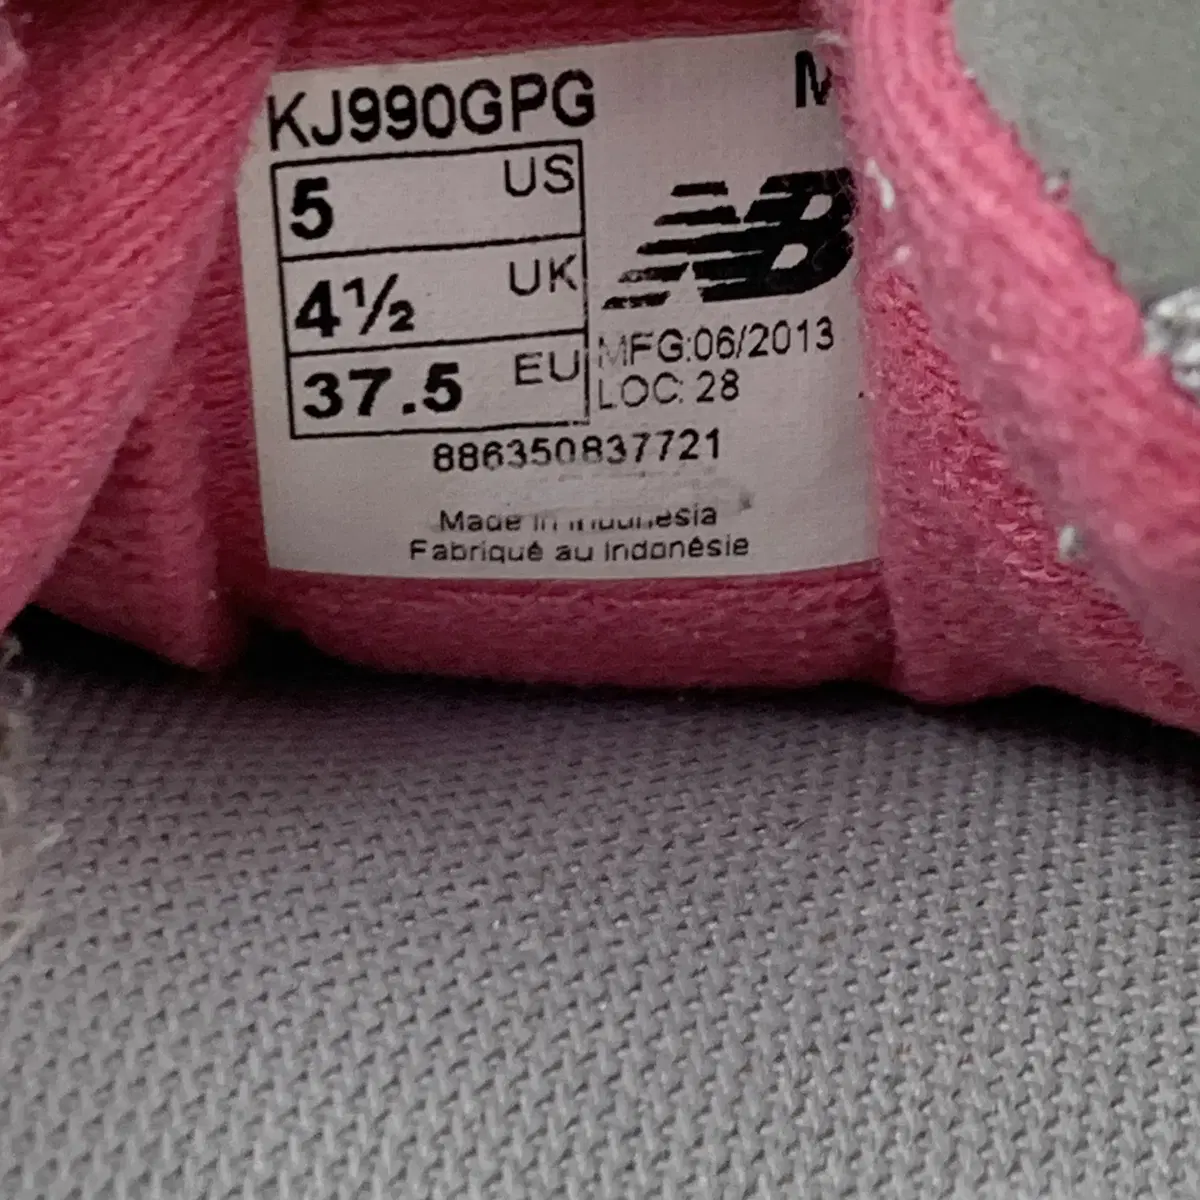 KJ990GPG M
5 US
4½ UK
37.5 EU
NB
MFG:06/2013
LOC: 28
886350837721
Made in Indonesia
Fabriqué au Indonésie